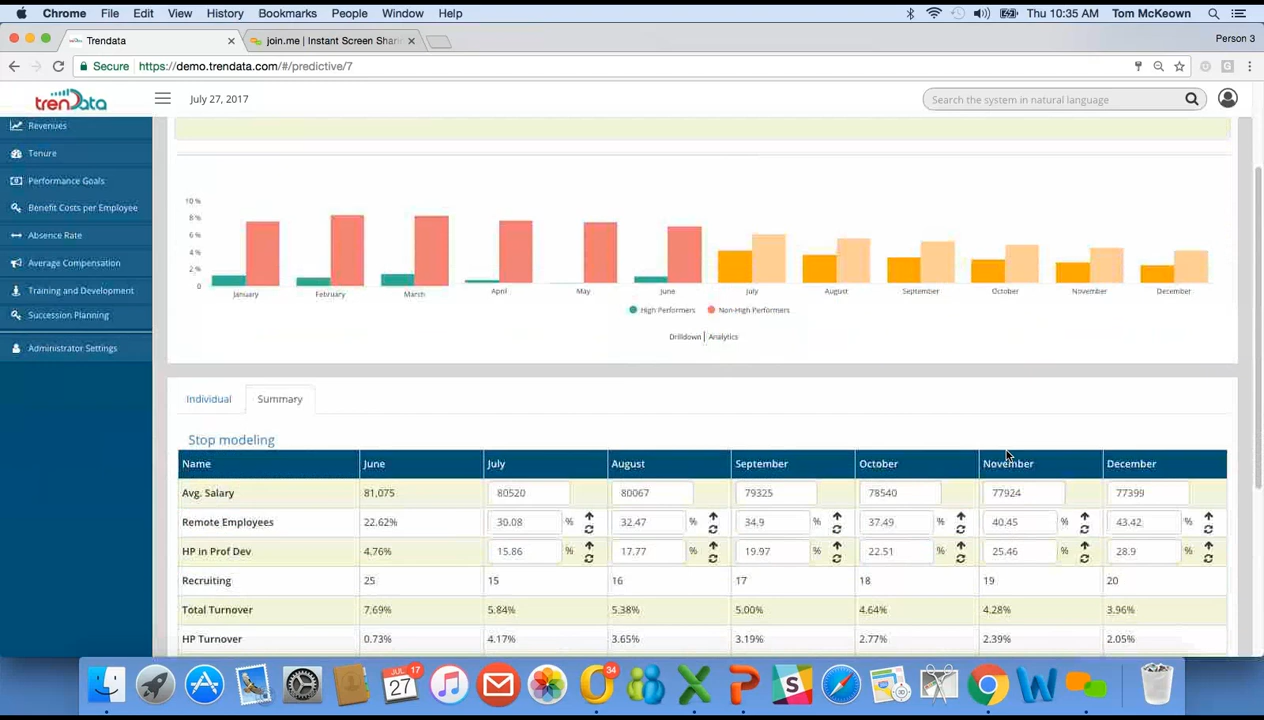 Chrome File Edit View History Bookmarks People Window Help Thu 10:35 AM Tom McKeown
Trendata join.me | Instant Screen Shar Person 3
Secure https://demo.trendata.com/#/predictive/7
trenData July 27, 2017 Search the system in natural language
Revenues
Tenure
Performance Goals
Benefit Costs per Employee
Absence Rate
Average Compensation
Training and Development
Succession Planning
Administrator Settings
10 %
8 %
6 %
4 %
2 %
0
January February March April May June July August September October November December
High Performers Non-High Performers
Drilldown | Analytics
Individual Summary
Stop modeling
Name June July August September October November December
Avg. Salary 81,075 80520 80067 79325 78540 77924 77399
Remote Employees 22.62% 30.08 % 32.47 % 34.9 % 37.49 % 40.45 % 43.42 %
HP in Prof Dev 4.76% 15.86 % 17.77 % 19.97 % 22.51 % 25.46 % 28.9 %
Recruiting 25 15 16 17 18 19 20
Total Turnover 7.69% 5.84% 5.38% 5.00% 4.64% 4.28% 3.96%
HP Turnover 0.73% 4.17% 3.65% 3.19% 2.77% 2.39% 2.05%
JUL 27 17 34